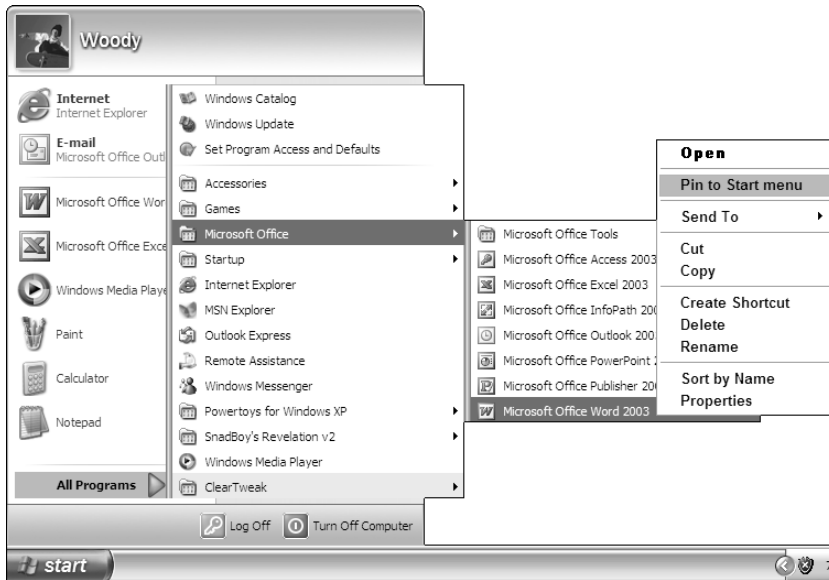 Woody
Internet
Internet Explorer
E-mail
Microsoft Office Outl
Microsoft Office Wor
Microsoft Office Exce
Windows Media Playe
Paint
Calculator
Notepad
All Programs
Windows Catalog
Windows Update
Set Program Access and Defaults
Accessories
Games
Microsoft Office
Startup
Internet Explorer
MSN Explorer
Outlook Express
Remote Assistance
Windows Messenger
Powertoys for Windows XP
SnadBoy's Revelation v2
Windows Media Player
ClearTweak
Microsoft Office Tools
Microsoft Office Access 2003
Microsoft Office Excel 2003
Microsoft Office InfoPath 200
Microsoft Office Outlook 200
Microsoft Office PowerPoint 2
Microsoft Office Publisher 200
Microsoft Office Word 2003
Open
Pin to Start menu
Send To
Cut
Copy
Create Shortcut
Delete
Rename
Sort by Name
Properties
Log Off
Turn Off Computer
start